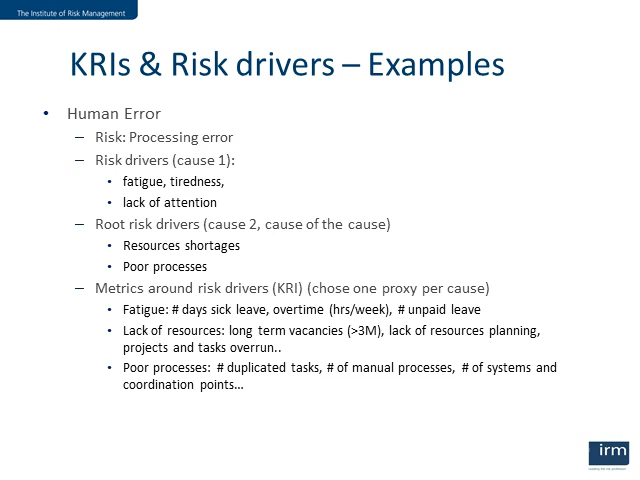 The Institute of Risk Management
KRIs & Risk drivers – Examples
• Human Error
– Risk: Processing error
– Risk drivers (cause 1):
• fatigue, tiredness,
• lack of attention
– Root risk drivers (cause 2, cause of the cause)
• Resources shortages
• Poor processes
– Metrics around risk drivers (KRI) (chose one proxy per cause)
• Fatigue: # days sick leave, overtime (hrs/week), # unpaid leave
• Lack of resources: long term vacancies (>3M), lack of resources planning,
projects and tasks overrun..
• Poor processes: # duplicated tasks, # of manual processes, # of systems and
coordination points…
irm